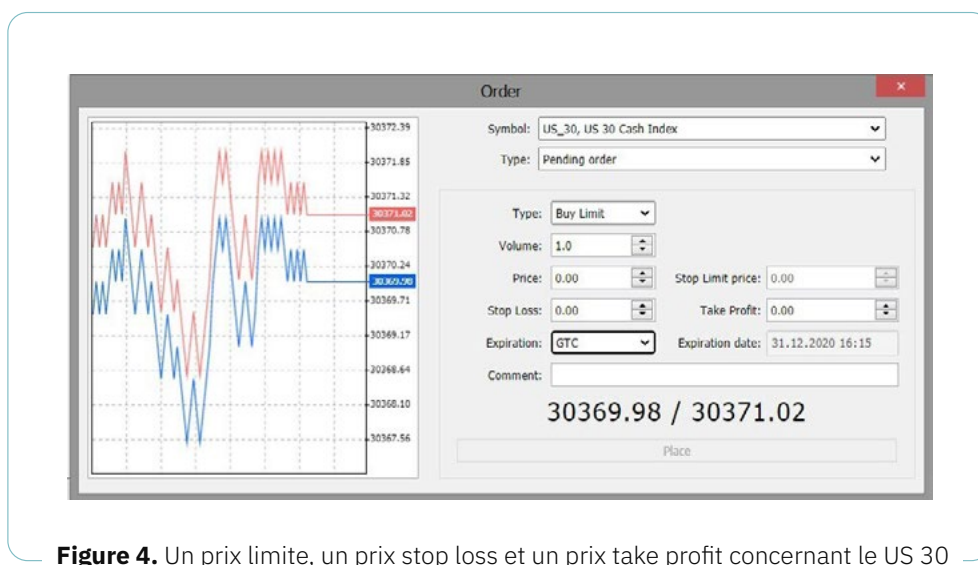 Order
×
30372.39
30371.85
30371.32
30371.02
30370.78
30370.24
30369.98
30369.71
30369.17
30368.64
30368.10
30367.56
Symbol: US_30, US 30 Cash Index
Type: Pending order
Type: Buy Limit
Volume: 1.0
Price: 0.00 Stop Limit price: 0.00
Stop Loss: 0.00 Take Profit: 0.00
Expiration: GTC Expiration date: 31.12.2020 16:15
Comment:
30369.98 / 30371.02
Place
Figure 4. Un prix limite, un prix stop loss et un prix take profit concernant le US 30